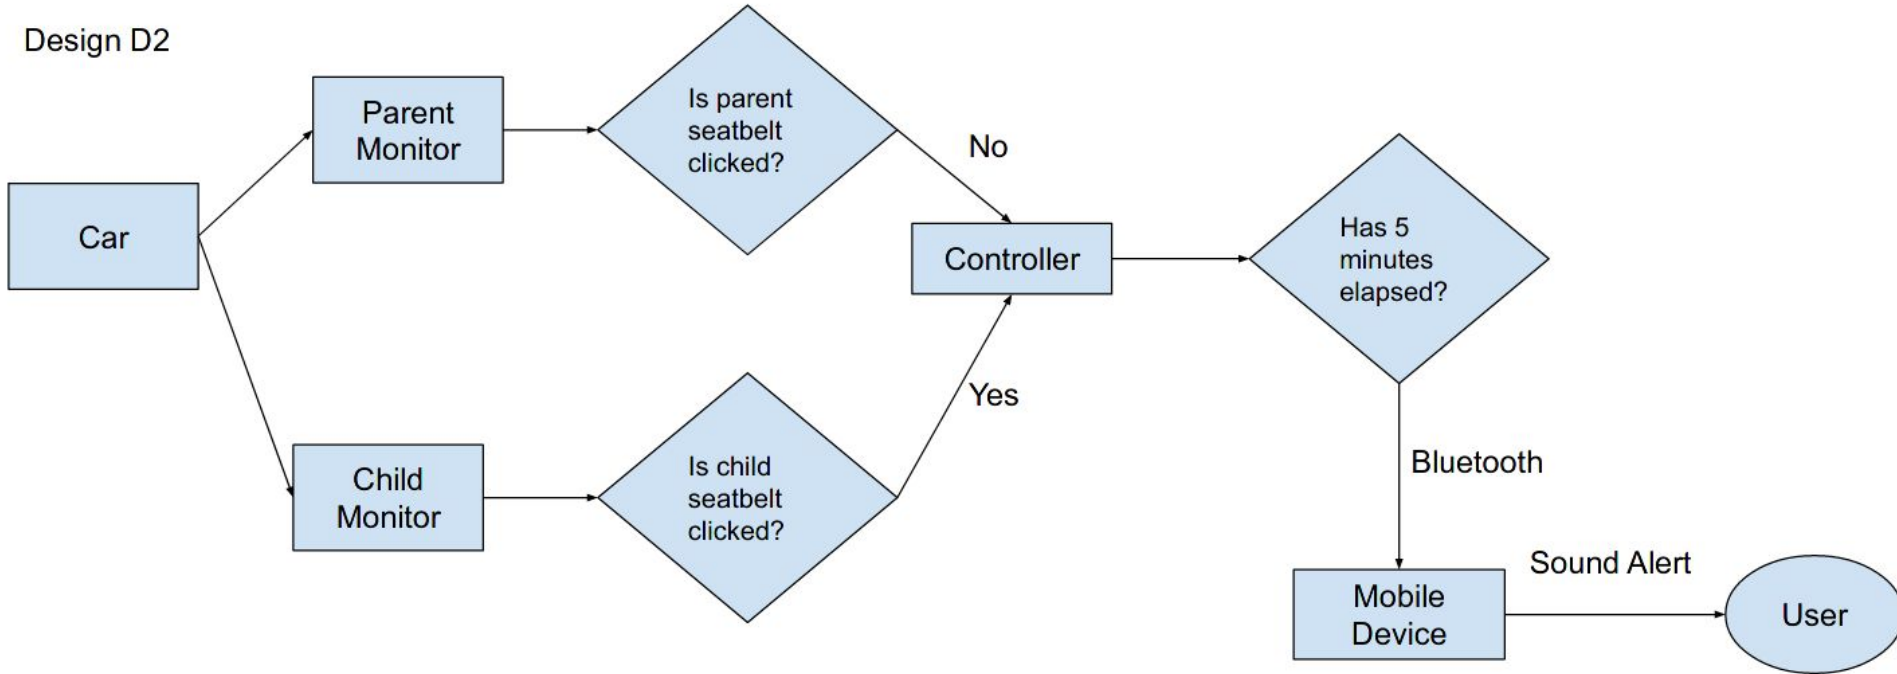 Design D2
Car
Parent
Monitor
Is parent
seatbelt
clicked?
No
Controller
Has 5
minutes
elapsed?
Child
Monitor
Is child
seatbelt
clicked?
Yes
Bluetooth
Mobile
Device
Sound Alert
User